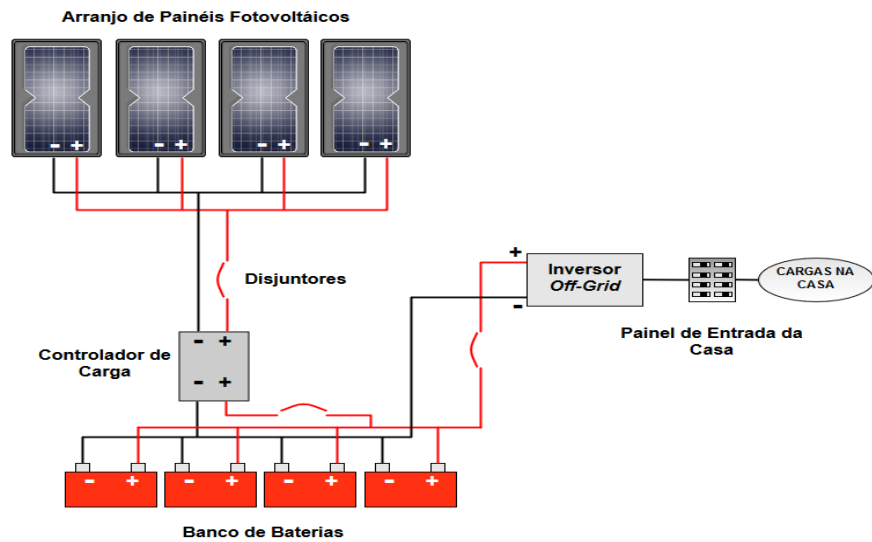 Arranjo de Painéis Fotovoltáicos
- + - + - + - +
Disjuntores
+
Inversor
Off-Grid
-
CARGAS NA
CASA
Painel de Entrada da
Casa
Controlador de
Carga
- +
- +
- + - + - + - +
Banco de Baterias